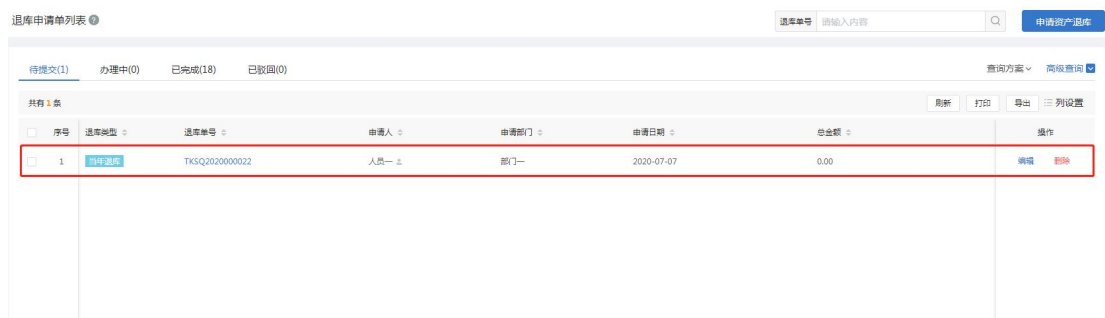 退库申请单列表 ?
退库单号 请输入内容 申请资产退库
待提交(1) 办理中(0) 已完成(18) 已驳回(0) 查询方案 高级查询
共有 1 条 刷新 打印 导出 列设置
序号 退库类型 退库单号 申请人 申请部门 申请日期 总金额 操作
1 当年退库 TKSQ2020000022 人员一 部门一 2020-07-07 0.00 编辑 删除